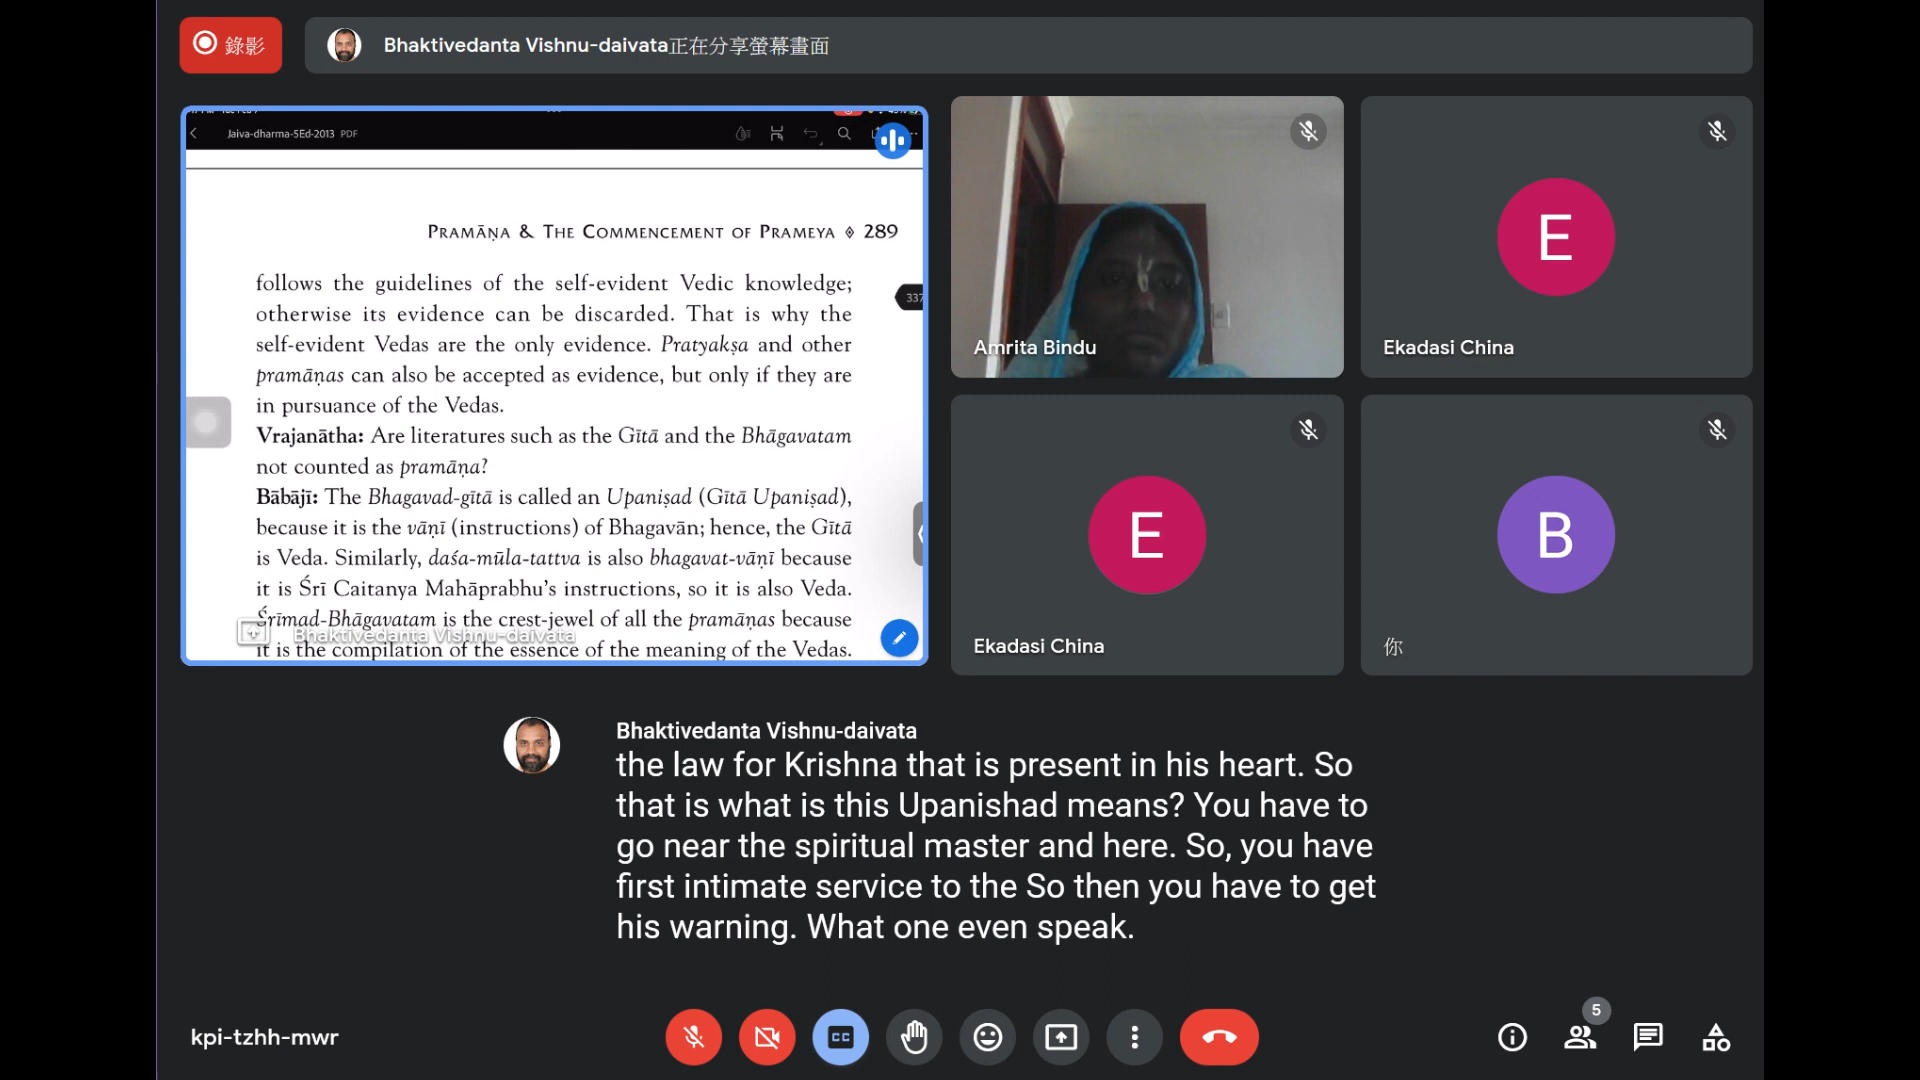 錄影
Bhaktivedanta Vishnu-daivata正在分享螢幕畫面
Jaiva-dharma-5Ed-2013 PDF
PRAMĀṆA & THE COMMENCEMENT OF PRAMEYA ◊ 289
follows the guidelines of the self-evident Vedic knowledge;
otherwise its evidence can be discarded. That is why the
self-evident Vedas are the only evidence. Pratyakṣa and other
pramāṇas can also be accepted as evidence, but only if they are
in pursuance of the Vedas.
Vrajanātha: Are literatures such as the Gītā and the Bhāgavatam
not counted as pramāṇa?
Bābājī: The Bhagavad-gītā is called an Upaniṣad (Gītā Upaniṣad),
because it is the vāṇī (instructions) of Bhagavān; hence, the Gītā
is Veda. Similarly, daśa-mūla-tattva is also bhagavat-vāṇī because
it is Śrī Caitanya Mahāprabhu's instructions, so it is also Veda.
Śrīmad-Bhāgavatam is the crest-jewel of all the pramāṇas because
it is the compilation of the essence of the meaning of the Vedas.
337
Bhaktivedanta Vishnu-daivata
Amrita Bindu
E
Ekadasi China
E
Ekadasi China
B
你
Bhaktivedanta Vishnu-daivata
the law for Krishna that is present in his heart. So
that is what is this Upanishad means? You have to
go near the spiritual master and here. So, you have
first intimate service to the So then you have to get
his warning. What one even speak.
kpi-tzhh-mwr
CC
5